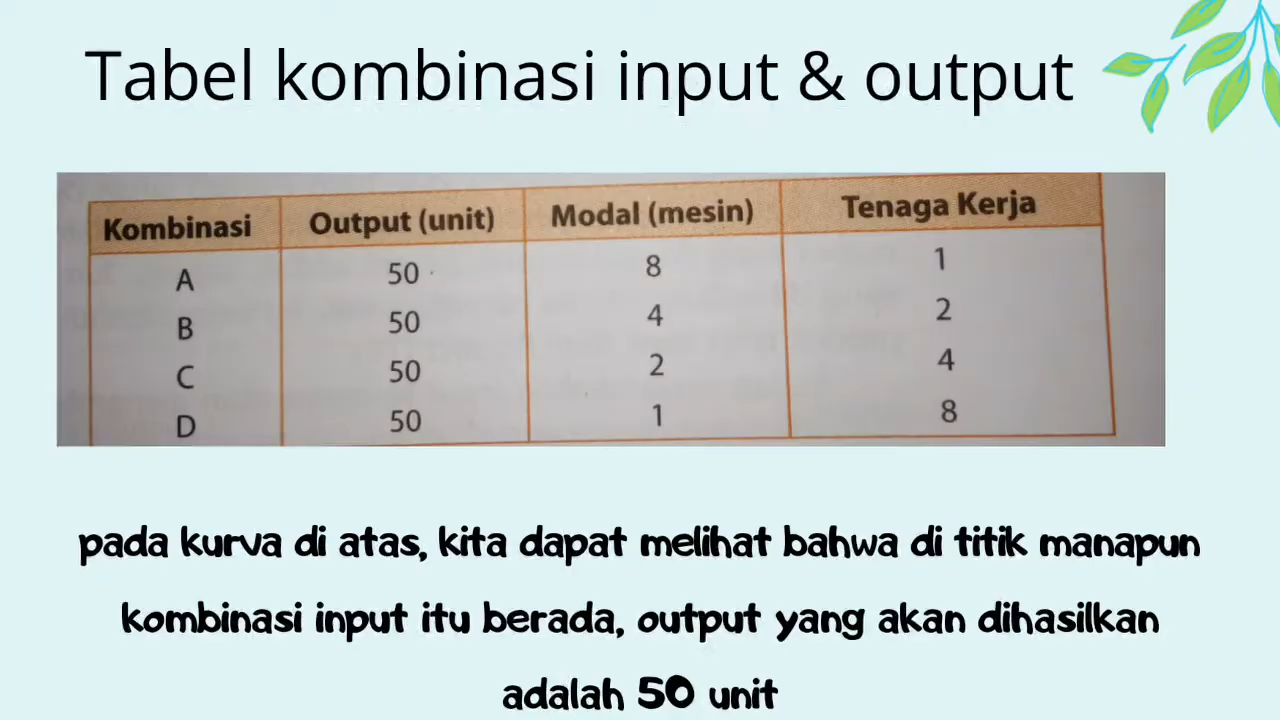 Tabel kombinasi input & output
Kombinasi Output (unit) Modal (mesin) Tenaga Kerja
A 50 8 1
B 50 4 2
C 50 2 4
D 50 1 8
pada kurva di atas, kita dapat melihat bahwa di titik manapun
kombinasi input itu berada, output yang akan dihasilkan
adalah 50 unit